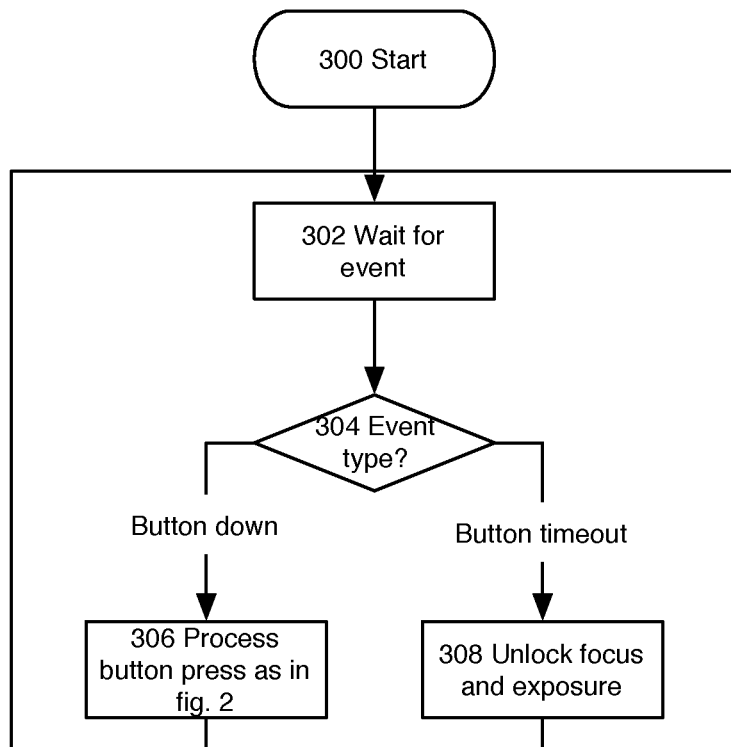 300 Start
302 Wait for
event
304 Event
type?
Button down
Button timeout
306 Process
button press as in
fig. 2
308 Unlock focus
and exposure